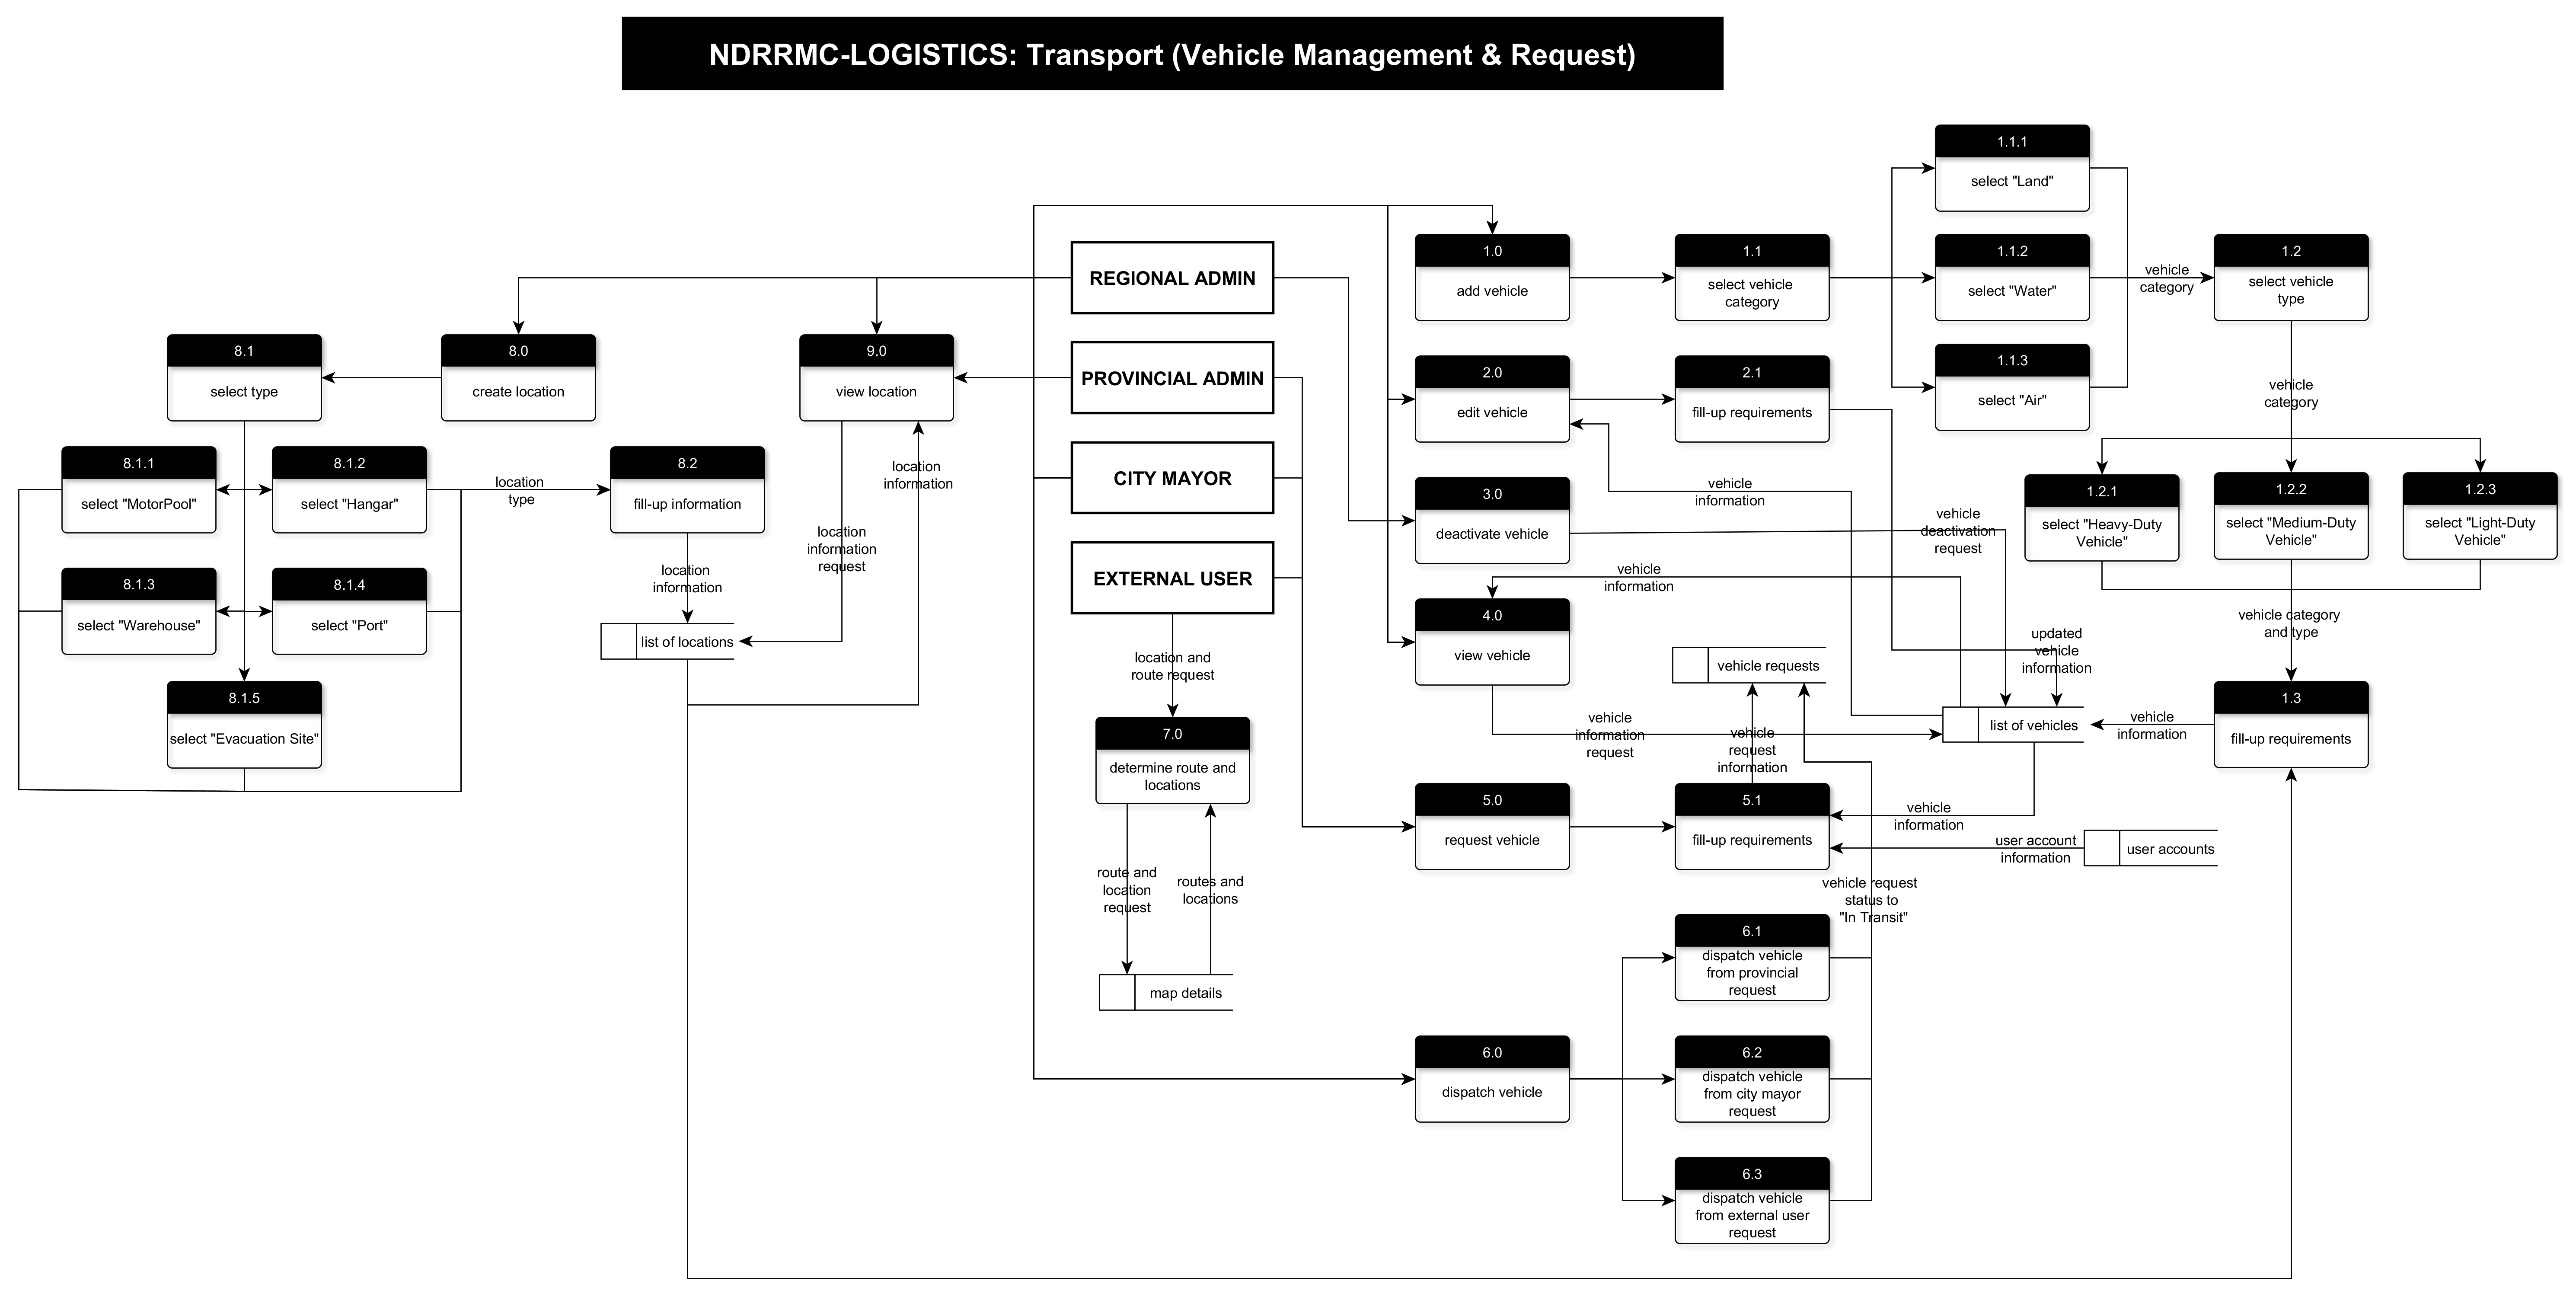 NDRRMC-LOGISTICS: Transport (Vehicle Management & Request)
1.1.1
select "Land"
REGIONAL ADMIN
1.0
add vehicle
1.1
select vehicle
category
1.1.2
select "Water"
vehicle
category
1.2
select vehicle
type
8.1
select type
8.0
create location
9.0
view location
PROVINCIAL ADMIN
2.0
edit vehicle
2.1
fill-up requirements
1.1.3
select "Air"
vehicle
category
8.1.1
select "MotorPool"
8.1.2
select "Hangar"
location
type
8.2
fill-up information
location
information
CITY MAYOR
3.0
deactivate vehicle
vehicle
information
vehicle
deactivation
request
1.2.1
select "Heavy-Duty
Vehicle"
1.2.2
select "Medium-Duty
Vehicle"
1.2.3
select "Light-Duty
Vehicle"
location
information
request
EXTERNAL USER
8.1.3
select "Warehouse"
8.1.4
select "Port"
location
information
list of locations
vehicle
information
4.0
view vehicle
vehicle requests
updated
vehicle
information
vehicle category
and type
location and
route request
8.1.5
select "Evacuation Site"
7.0
determine route and
locations
vehicle
information
request
vehicle
request
information
list of vehicles
vehicle
information
1.3
fill-up requirements
5.0
request vehicle
5.1
fill-up requirements
vehicle
information
user account
information
user accounts
route and
location
request
routes and
locations
vehicle request
status to
"In Transit"
map details
6.1
dispatch vehicle
from provincial
request
6.0
dispatch vehicle
6.2
dispatch vehicle
from city mayor
request
6.3
dispatch vehicle
from external user
request